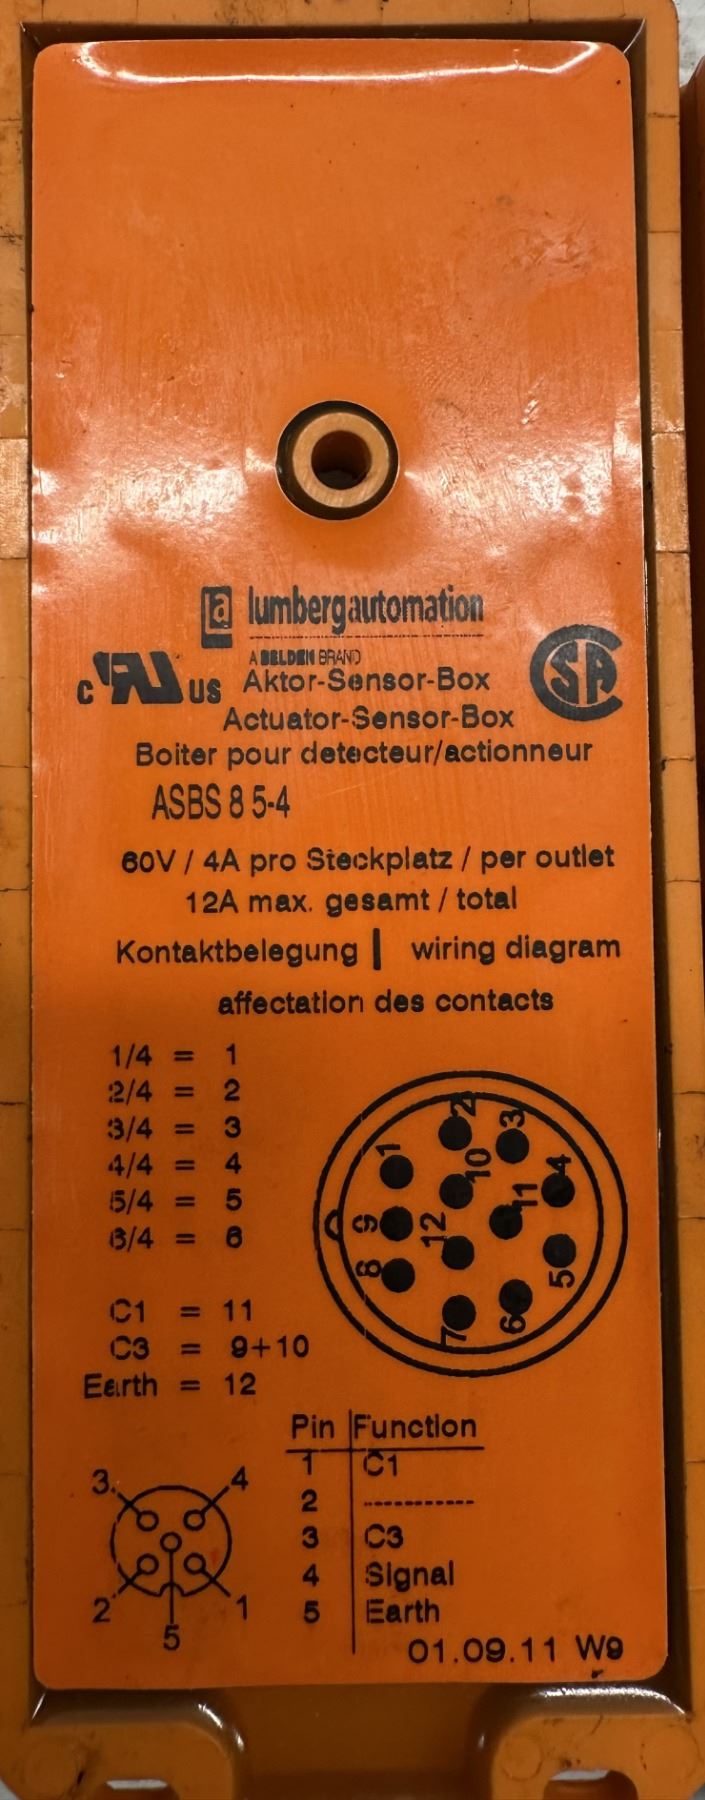 la lumbergautomation
A BELDEN BRAND
c RU US Aktor-Sensor-Box CSA
Actuator-Sensor-Box
Boiter pour detecteur/actionneur
ASBS 8 5-4
60V / 4A pro Steckplatz / per outlet
12A max. gesamt / total
Kontaktbelegung | wiring diagram
affectation des contacts
1/4 = 1
2/4 = 2
3/4 = 3
4/4 = 4
5/4 = 5
6/4 = 6
C1 = 11
C3 = 9+10
Earth = 12
1 2 3
10 4
9 12 11
8 5
7 6
Pin Function
1 C1
2 -----------
3 C3
4 Signal
5 Earth
3 4
2 1
5
01.09.11 W9